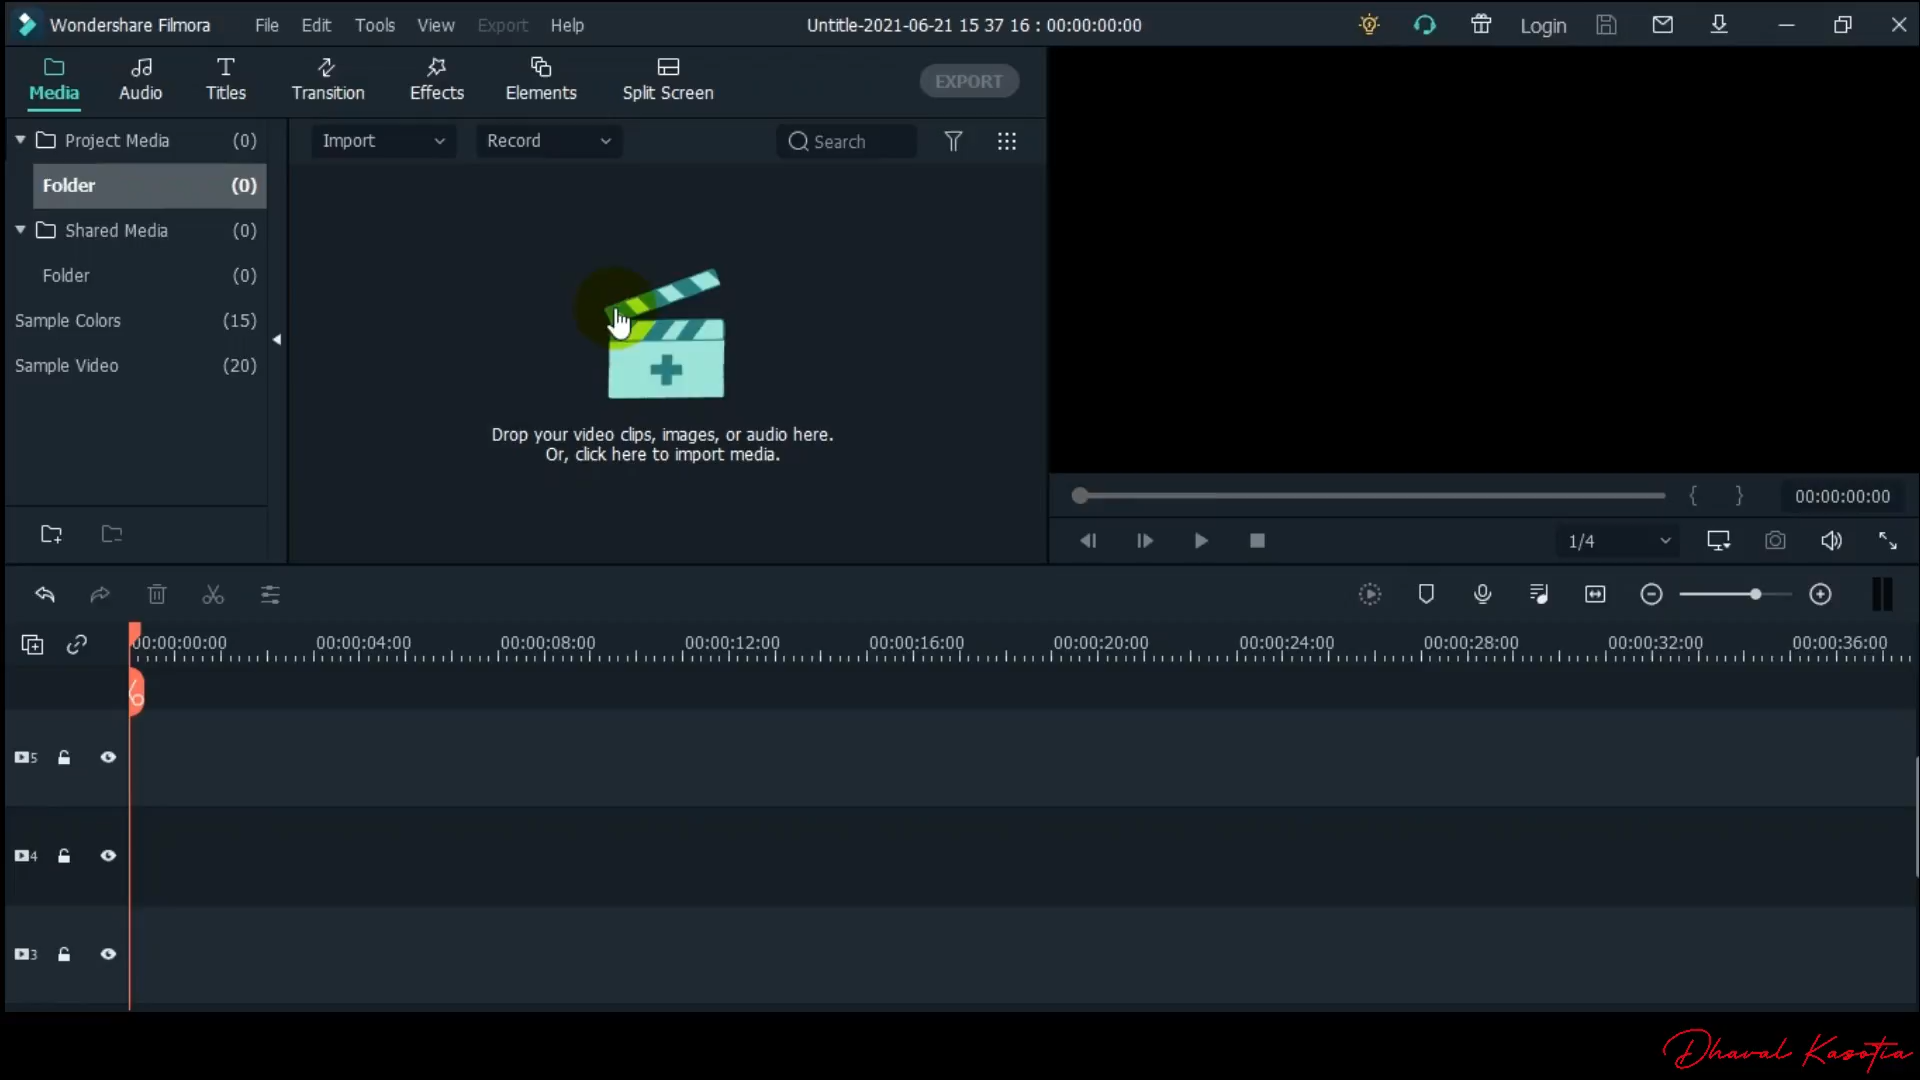 Wondershare Filmora File Edit Tools View Export Help Untitle-2021-06-21 15 37 16 : 00:00:00:00 Login
Media Audio Titles Transition Effects Elements Split Screen EXPORT
Project Media (0) Import Record Search
Folder (0)
Shared Media (0)
Folder (0)
Sample Colors (15)
Sample Video (20)
Drop your video clips, images, or audio here.
Or, click here to import media.
{ } 00:00:00:00
1/4
00:00:00:00 00:00:04:00 00:00:08:00 00:00:12:00 00:00:16:00 00:00:20:00 00:00:24:00 00:00:28:00 00:00:32:00 00:00:36:00
5
4
3
Dhaval Kasotia